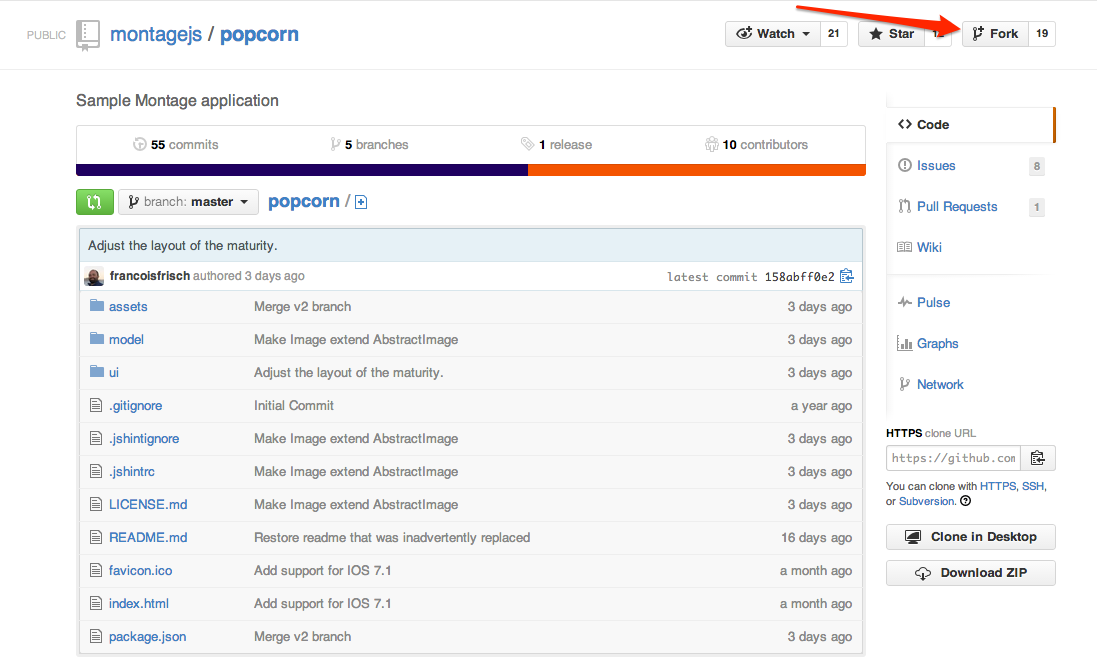 PUBLIC montagejs / popcorn Watch 21 Star Fork 19
Sample Montage application
55 commits 5 branches 1 release 10 contributors
branch: master popcorn /
Adjust the layout of the maturity.
francoisfrisch authored 3 days ago latest commit 158abff0e2
assets Merge v2 branch 3 days ago
model Make Image extend AbstractImage 3 days ago
ui Adjust the layout of the maturity. 3 days ago
.gitignore Initial Commit a year ago
.jshintignore Make Image extend AbstractImage 3 days ago
.jshintrc Make Image extend AbstractImage 3 days ago
LICENSE.md Make Image extend AbstractImage 3 days ago
README.md Restore readme that was inadvertently replaced 16 days ago
favicon.ico Add support for IOS 7.1 a month ago
index.html Add support for IOS 7.1 a month ago
package.json Merge v2 branch 3 days ago
Code
Issues 8
Pull Requests 1
Wiki
Pulse
Graphs
Network
HTTPS clone URL
https://github.com
You can clone with HTTPS, SSH,
or Subversion.
Clone in Desktop
Download ZIP